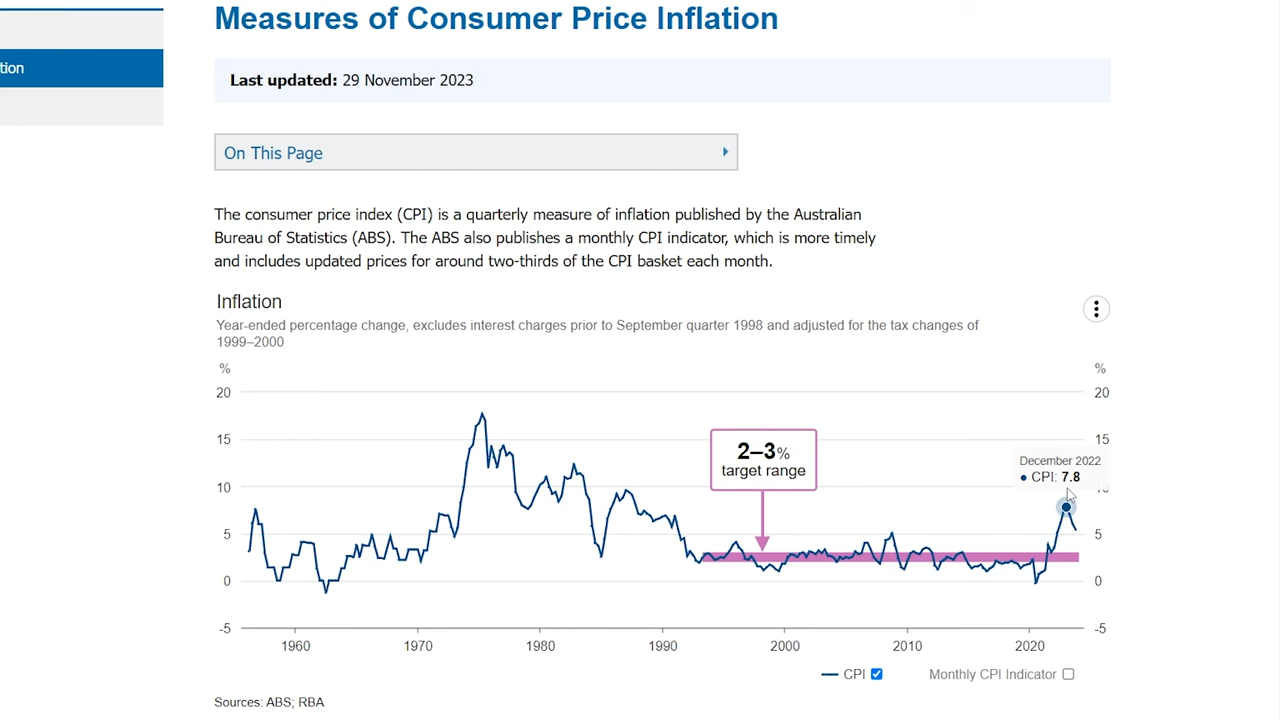 Measures of Consumer Price Inflation
tion
Last updated: 29 November 2023
On This Page
The consumer price index (CPI) is a quarterly measure of inflation published by the Australian
Bureau of Statistics (ABS). The ABS also publishes a monthly CPI indicator, which is more timely
and includes updated prices for around two-thirds of the CPI basket each month.
Inflation
Year-ended percentage change, excludes interest charges prior to September quarter 1998 and adjusted for the tax changes of
1999–2000
% %
20 20
15 15
2–3%
target range
December 2022
CPI: 7.8
10 10
5 5
0 0
-5 -5
1960 1970 1980 1990 2000 2010 2020
CPI Monthly CPI Indicator
Sources: ABS; RBA